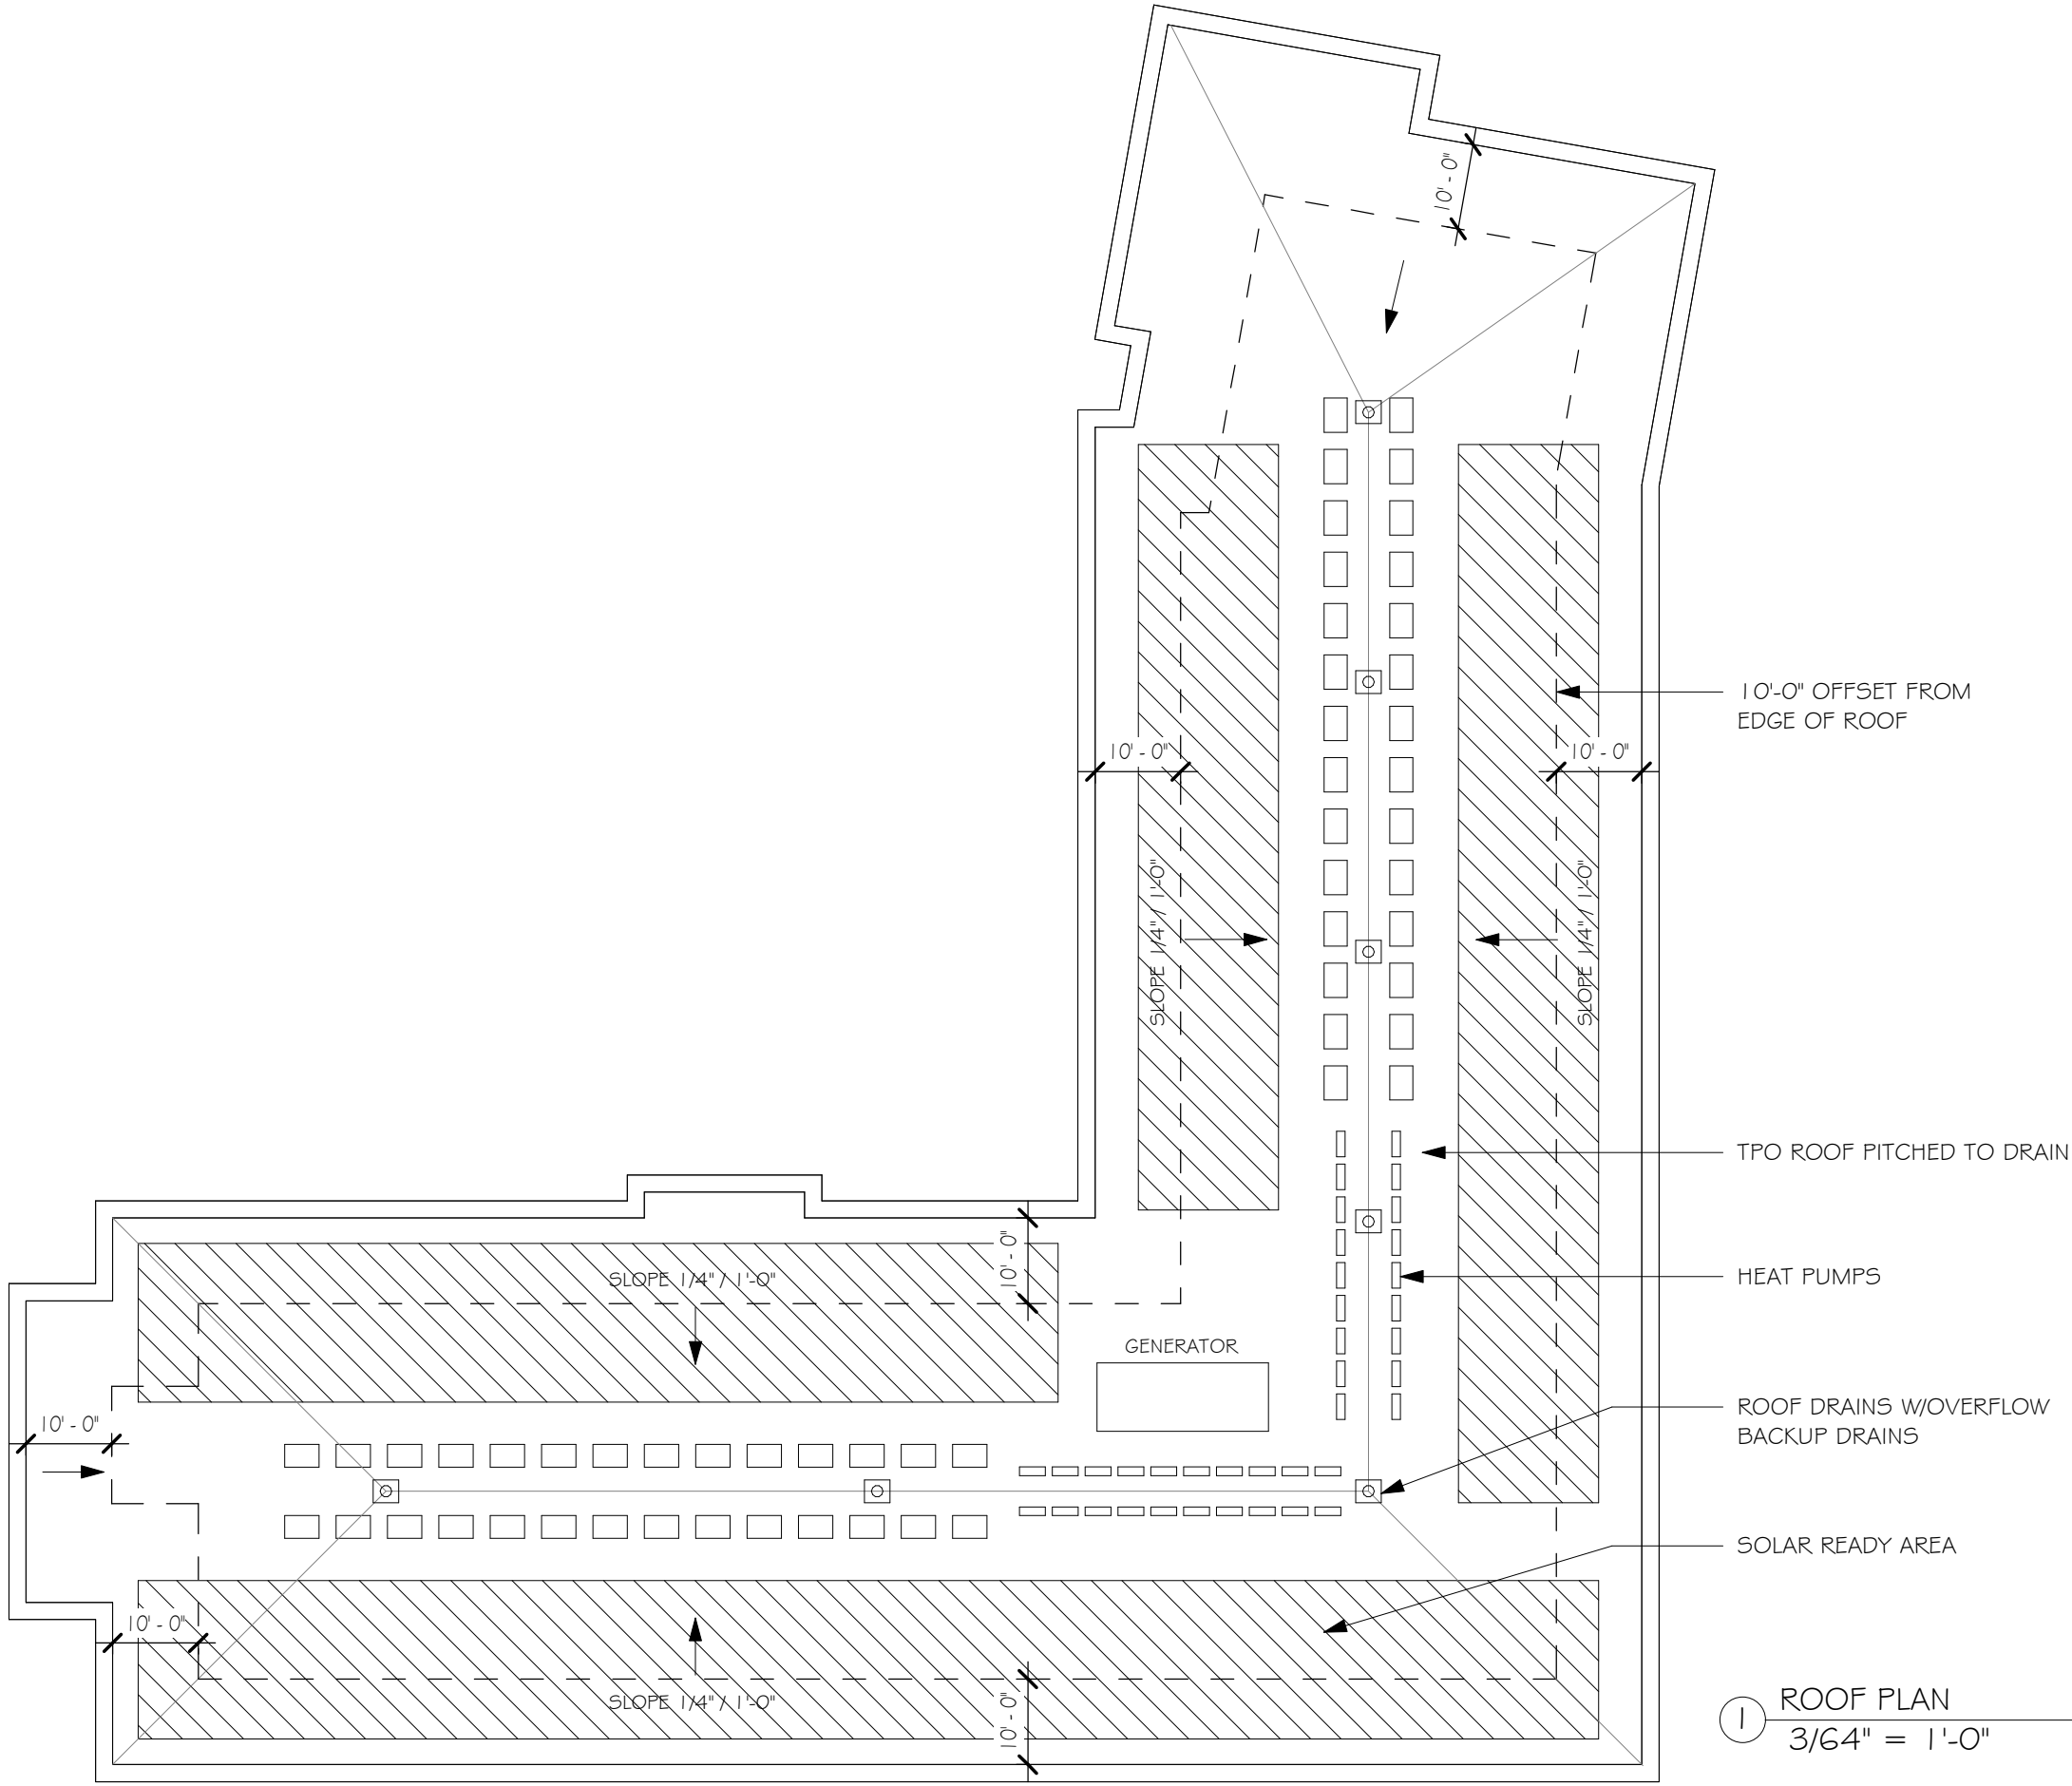 10'-0"
10'-0" OFFSET FROM
EDGE OF ROOF
10'-0"
10'-0"
SLOPE 1/4" / 1'-0"
SLOPE 1/4" / 1'-0"
TPO ROOF PITCHED TO DRAIN
10'-0"
SLOPE 1/4" / 1'-0"
HEAT PUMPS
GENERATOR
10'-0"
ROOF DRAINS W/OVERFLOW
BACKUP DRAINS
SOLAR READY AREA
10'-0"
SLOPE 1/4" / 1'-0"
10'-0"
1
ROOF PLAN
3/64" = 1'-0"